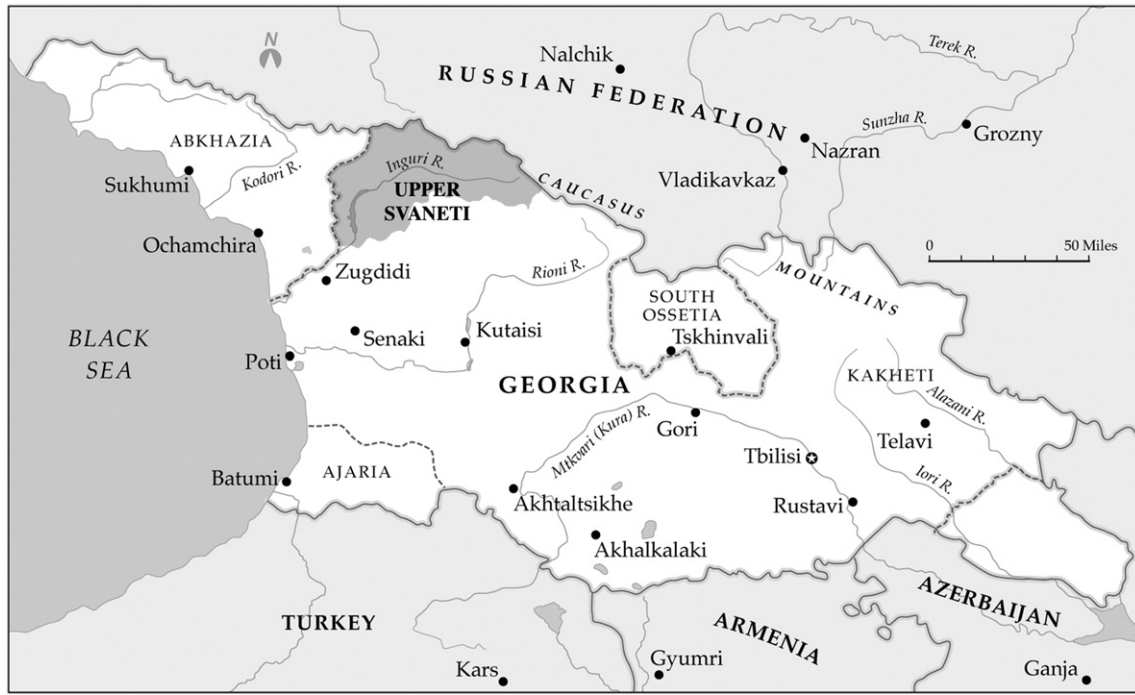 N
Nalchik
RUSSIAN FEDERATION
Terek R.
Sunzha R.
Grozny
Nazran
Vladikavkaz
ABKHAZIA
Sukhumi
Kodori R.
Inguri R.
UPPER
SVANETI
CAUCASUS
MOUNTAINS
Ochamchira
0 50 Miles
Zugdidi
Rioni R.
SOUTH
OSSETIA
Tskhinvali
BLACK
SEA
Senaki
Kutaisi
Poti
GEORGIA
KAKHETI
Alazani R.
Mtkvari (Kura) R.
Gori
Telavi
Tbilisi
Iori R.
Batumi
AJARIA
Akhtaltsikhe
Rustavi
Akhalkalaki
TURKEY
ARMENIA
AZERBAIJAN
Kars
Gyumri
Ganja